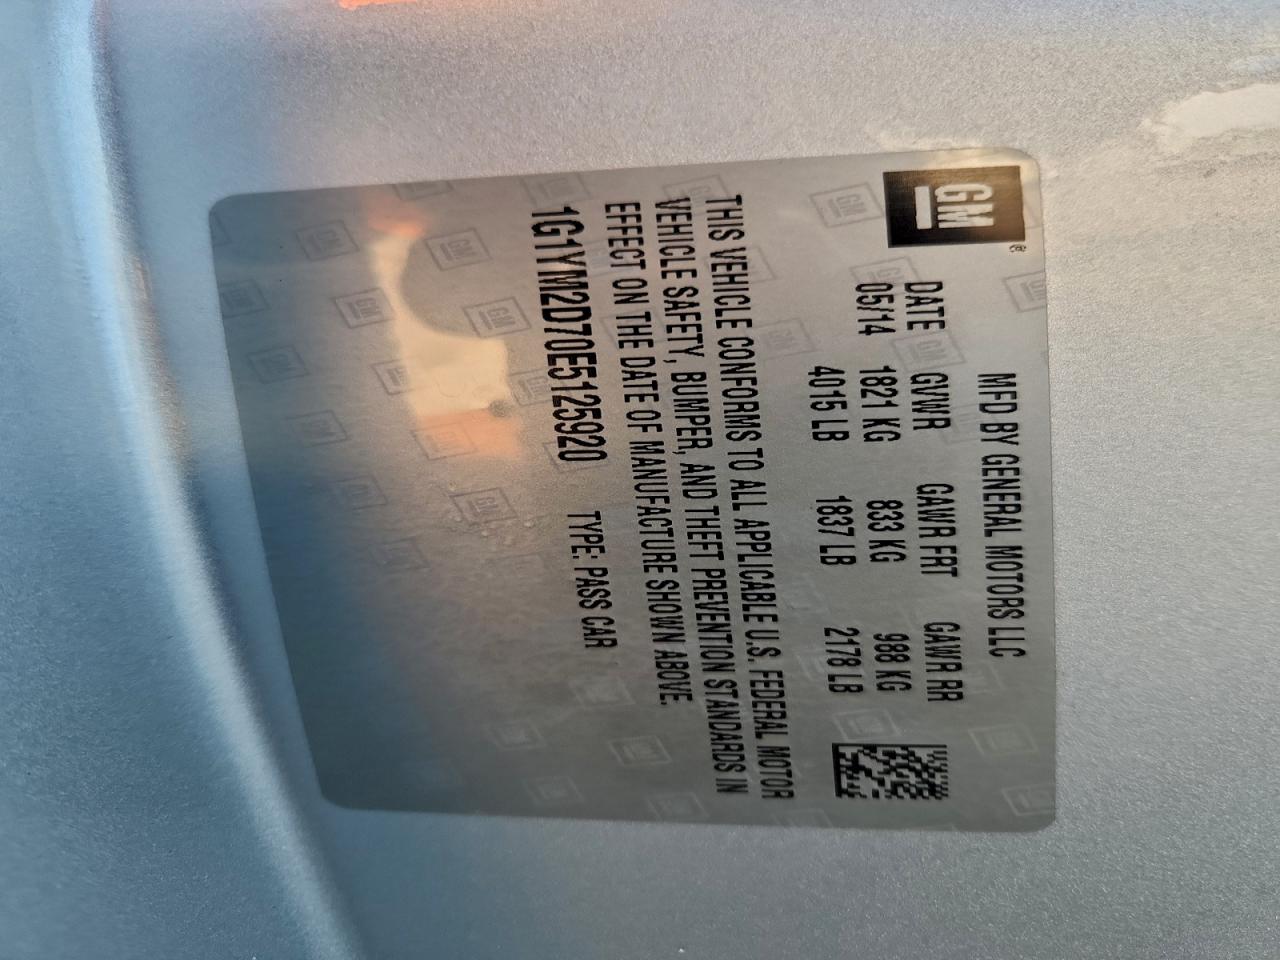 GM
MFD BY GENERAL MOTORS LLC
DATE GVWR GAWR FRT GAWR RR
05/14 1821 KG 833 KG 988 KG
4015 LB 1837 LB 2178 LB
THIS VEHICLE CONFORMS TO ALL APPLICABLE U.S. FEDERAL MOTOR
VEHICLE SAFETY, BUMPER, AND THEFT PREVENTION STANDARDS IN
EFFECT ON THE DATE OF MANUFACTURE SHOWN ABOVE.
1G1YM2D70E5125920 TYPE: PASS CAR